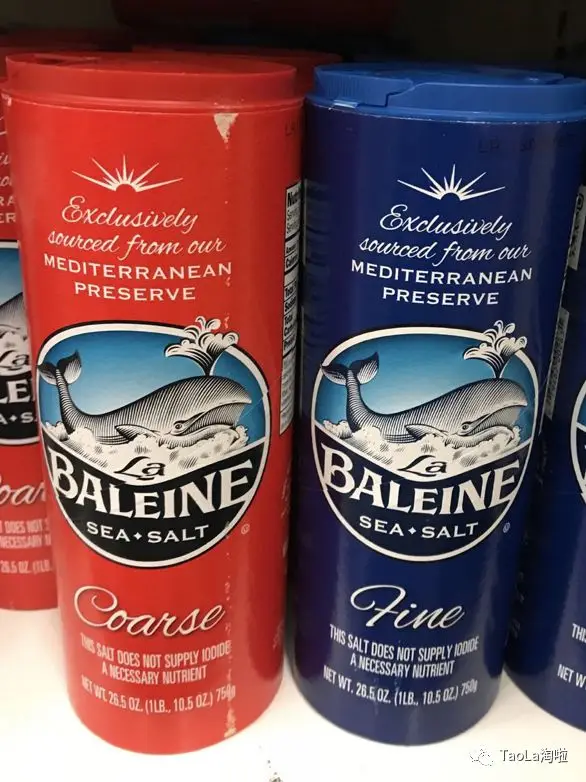 Exclusively
sourced from our
MEDITERRANEAN
PRESERVE
La
BALEINE
SEA SALT
Coarse
THIS SALT DOES NOT SUPPLY IODIDE
A NECESSARY NUTRIENT
NET WT. 26.5 OZ. (1LB., 10.5 OZ.) 750g
Exclusively
sourced from our
MEDITERRANEAN
PRESERVE
La
BALEINE
SEA SALT
Fine
THIS SALT DOES NOT SUPPLY IODIDE
A NECESSARY NUTRIENT
NET WT. 26.5 OZ. (1LB., 10.5 OZ.) 750g
TaoLa淘啦